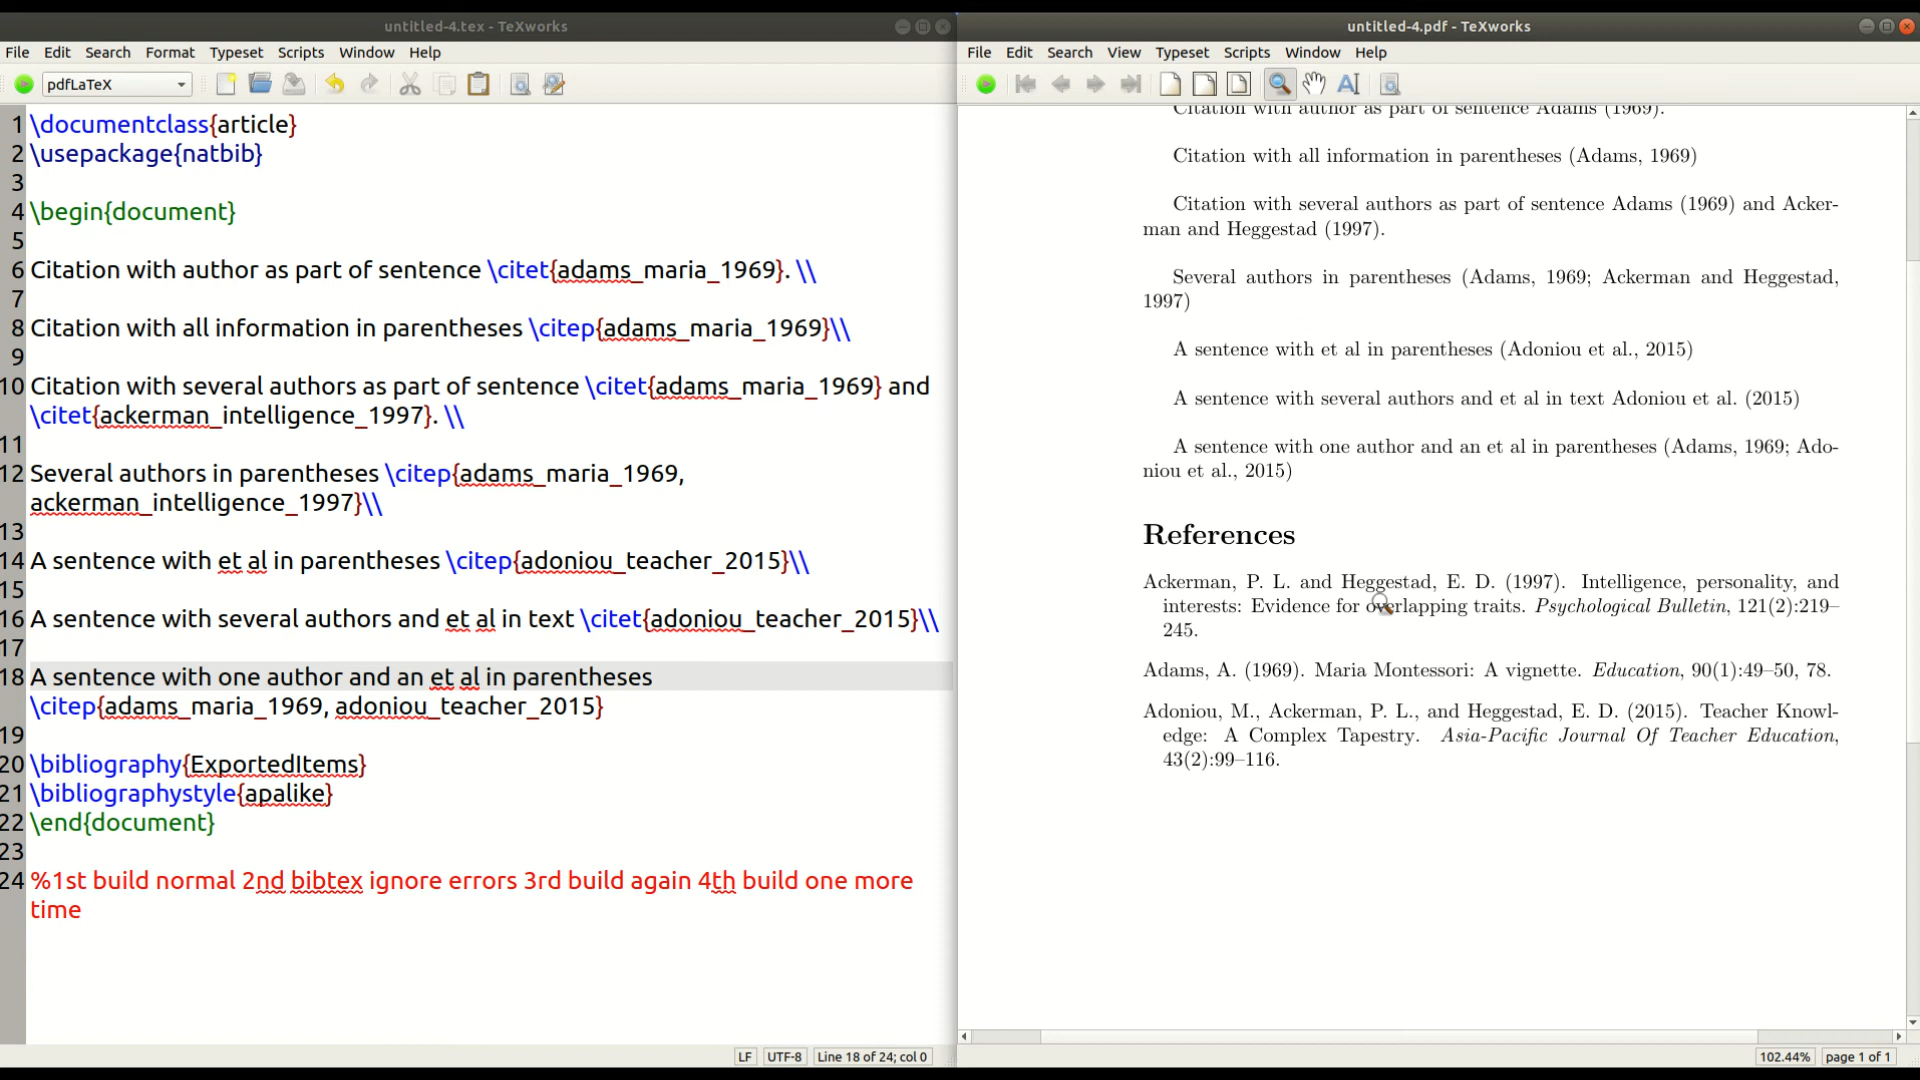 untitled-4.tex - TeXworks
File Edit Search Format Typeset Scripts Window Help
pdfLaTeX
1 \documentclass{article}
2 \usepackage{natbib}
3
4 \begin{document}
5
6 Citation with author as part of sentence \citet{adams_maria_1969}. \\
7
8 Citation with all information in parentheses \citep{adams_maria_1969}\\
9
10 Citation with several authors as part of sentence \citet{adams_maria_1969} and
\citet{ackerman_intelligence_1997}. \\
11
12 Several authors in parentheses \citep{adams_maria_1969,
ackerman_intelligence_1997}\\
13
14 A sentence with et al in parentheses \citep{adoniou_teacher_2015}\\
15
16 A sentence with several authors and et al in text \citet{adoniou_teacher_2015}\\
17
18 A sentence with one author and an et al in parentheses
\citep{adams_maria_1969, adoniou_teacher_2015}
19
20 \bibliography{ExportedItems}
21 \bibliographystyle{apalike}
22 \end{document}
23
24 %1st build normal 2nd bibtex ignore errors 3rd build again 4th build one more
time
LF UTF-8 Line 18 of 24; col 0
untitled-4.pdf - TeXworks
File Edit Search View Typeset Scripts Window Help
Citation with author as part of sentence Adams (1969).
Citation with all information in parentheses (Adams, 1969)
Citation with several authors as part of sentence Adams (1969) and Acker-
man and Heggestad (1997).
Several authors in parentheses (Adams, 1969; Ackerman and Heggestad,
1997)
A sentence with et al in parentheses (Adoniou et al., 2015)
A sentence with several authors and et al in text Adoniou et al. (2015)
A sentence with one author and an et al in parentheses (Adams, 1969; Ado-
niou et al., 2015)
References
Ackerman, P. L. and Heggestad, E. D. (1997). Intelligence, personality, and
interests: Evidence for overlapping traits. Psychological Bulletin, 121(2):219–
245.
Adams, A. (1969). Maria Montessori: A vignette. Education, 90(1):49–50, 78.
Adoniou, M., Ackerman, P. L., and Heggestad, E. D. (2015). Teacher Knowl-
edge: A Complex Tapestry. Asia-Pacific Journal Of Teacher Education,
43(2):99–116.
102.44% page 1 of 1